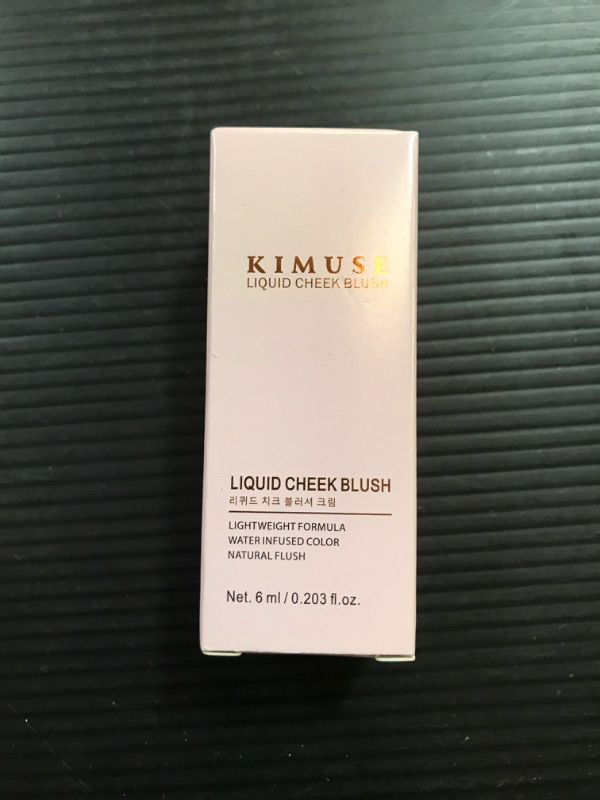 KIMUSE
LIQUID CHEEK BLUSH
LIQUID CHEEK BLUSH
리퀴드 치크 블러셔 크림
LIGHTWEIGHT FORMULA
WATER INFUSED COLOR
NATURAL FLUSH
Net. 6 ml / 0.203 fl.oz.